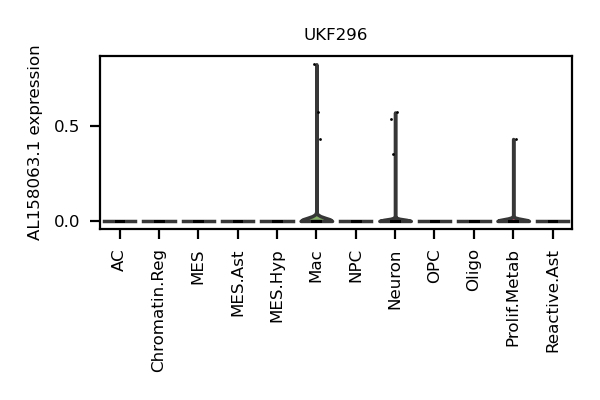 UKF296
AL158063.1 expression
0.5
0.0
AC
Chromatin.Reg
MES
MES.Ast
MES.Hyp
Mac
NPC
Neuron
OPC
Oligo
Prolif.Metab
Reactive.Ast